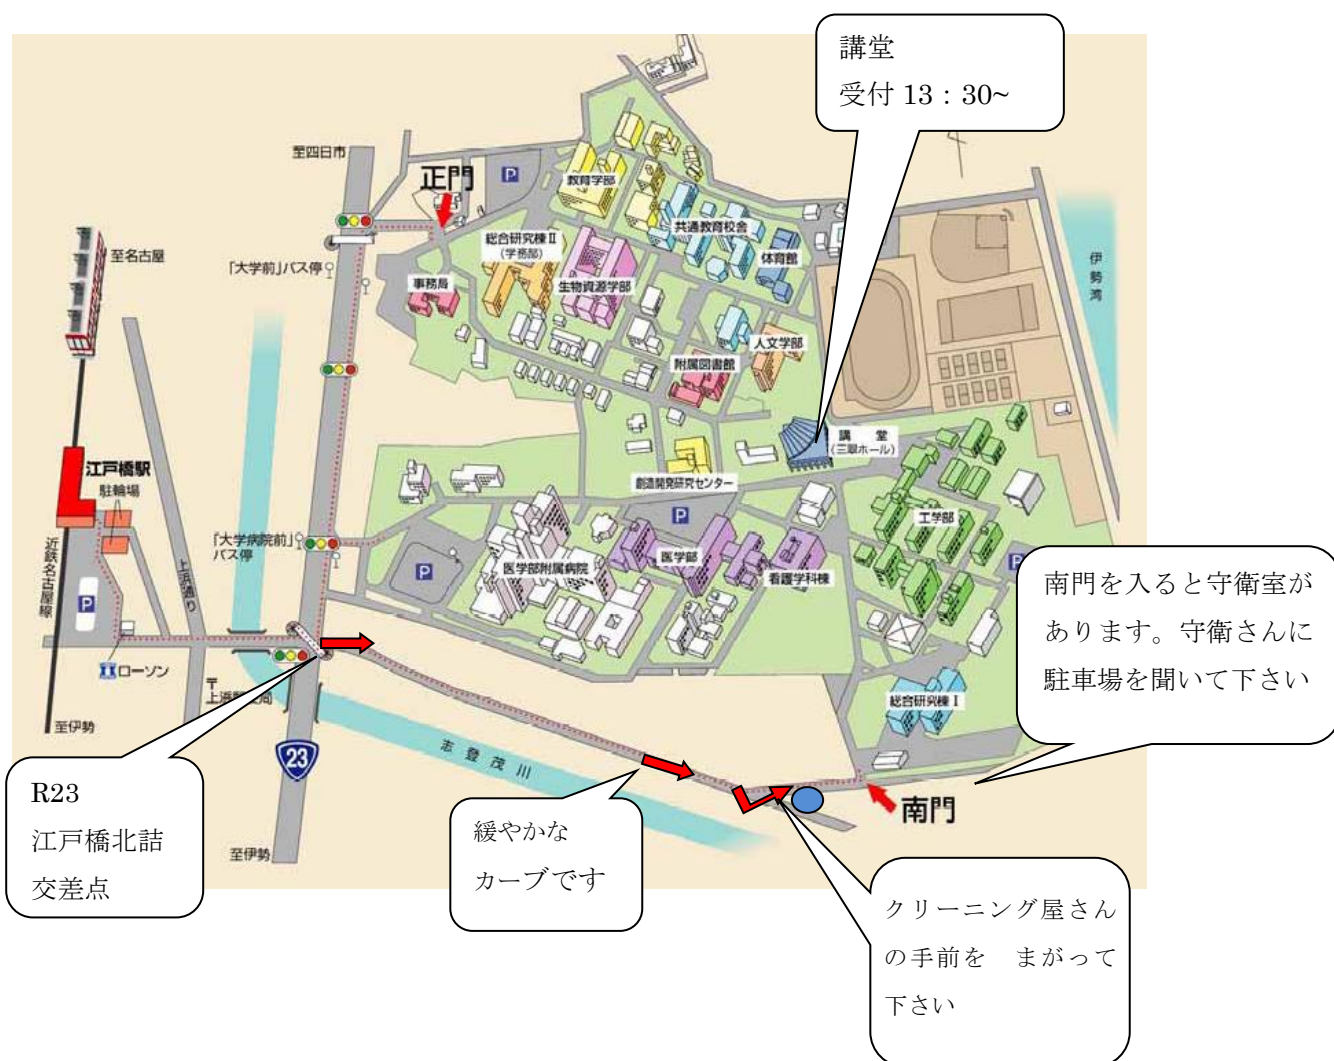 講堂
受付 13：30~
至四日市
正門
P
教育学部
共通教育校舎
総合研究棟Ⅱ
(学務部)
体育館
至名古屋
「大学前」バス停
事務局
生物資源学部
伊勢湾
人文学部
附属図書館
講 堂
(三翠ホール)
江戸橋駅
駐輪場
創造開発研究センター
P
工学部
「大学病院前」
バス停
医学部
医学部附属病院
看護学科棟
P
P
近鉄名古屋線
上浜通り
P
南門を入ると守衛室が
あります。守衛さんに
駐車場を聞いて下さい
ローソン
〒
上浜郵便局
総合研究棟Ⅰ
至伊勢
23
志登茂川
南門
R23
江戸橋北詰
交差点
至伊勢
緩やかな
カーブです
クリーニング屋さん
の手前を　まがって
下さい